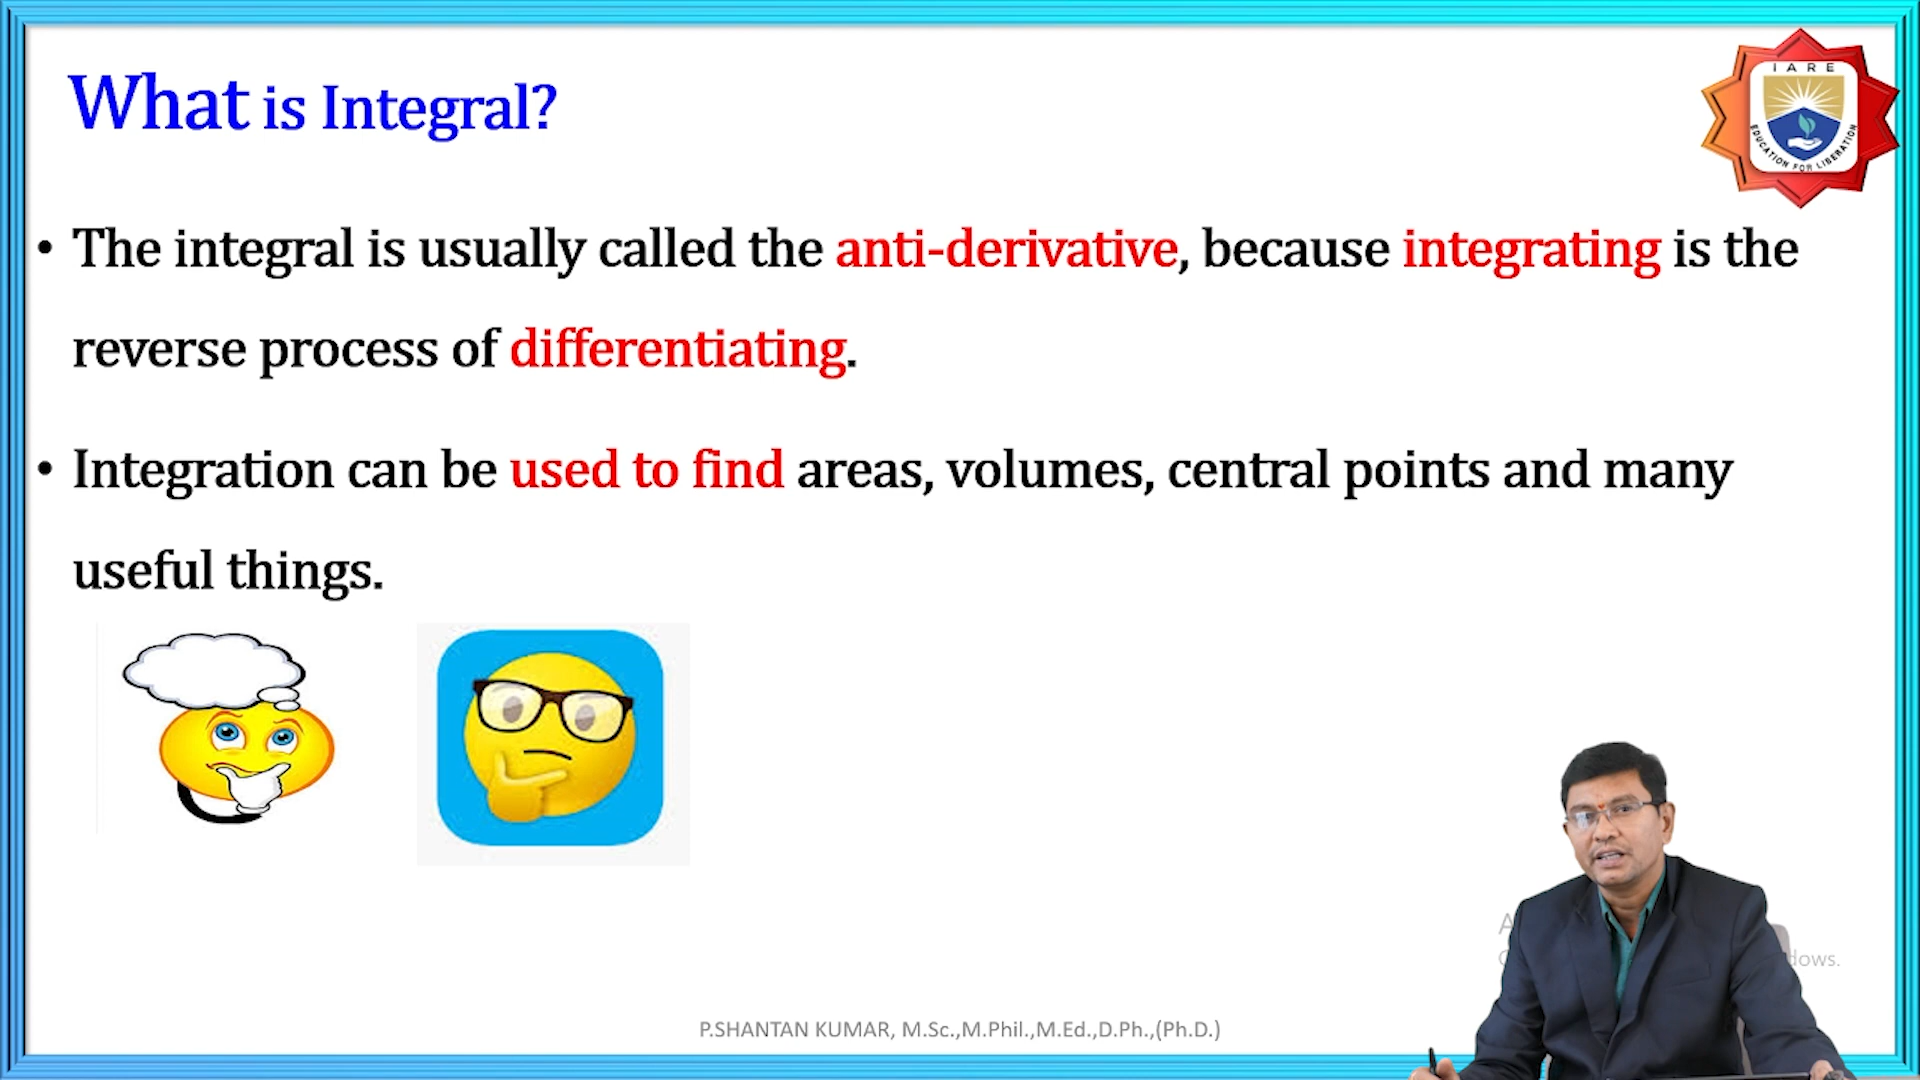 What is Integral?
IARE
EDUCATION FOR LIBERATION
• The integral is usually called the anti-derivative, because integrating is the
reverse process of differentiating.
• Integration can be used to find areas, volumes, central points and many
useful things.
P.SHANTAN KUMAR, M.Sc.,M.Phil.,M.Ed.,D.Ph.,(Ph.D.)